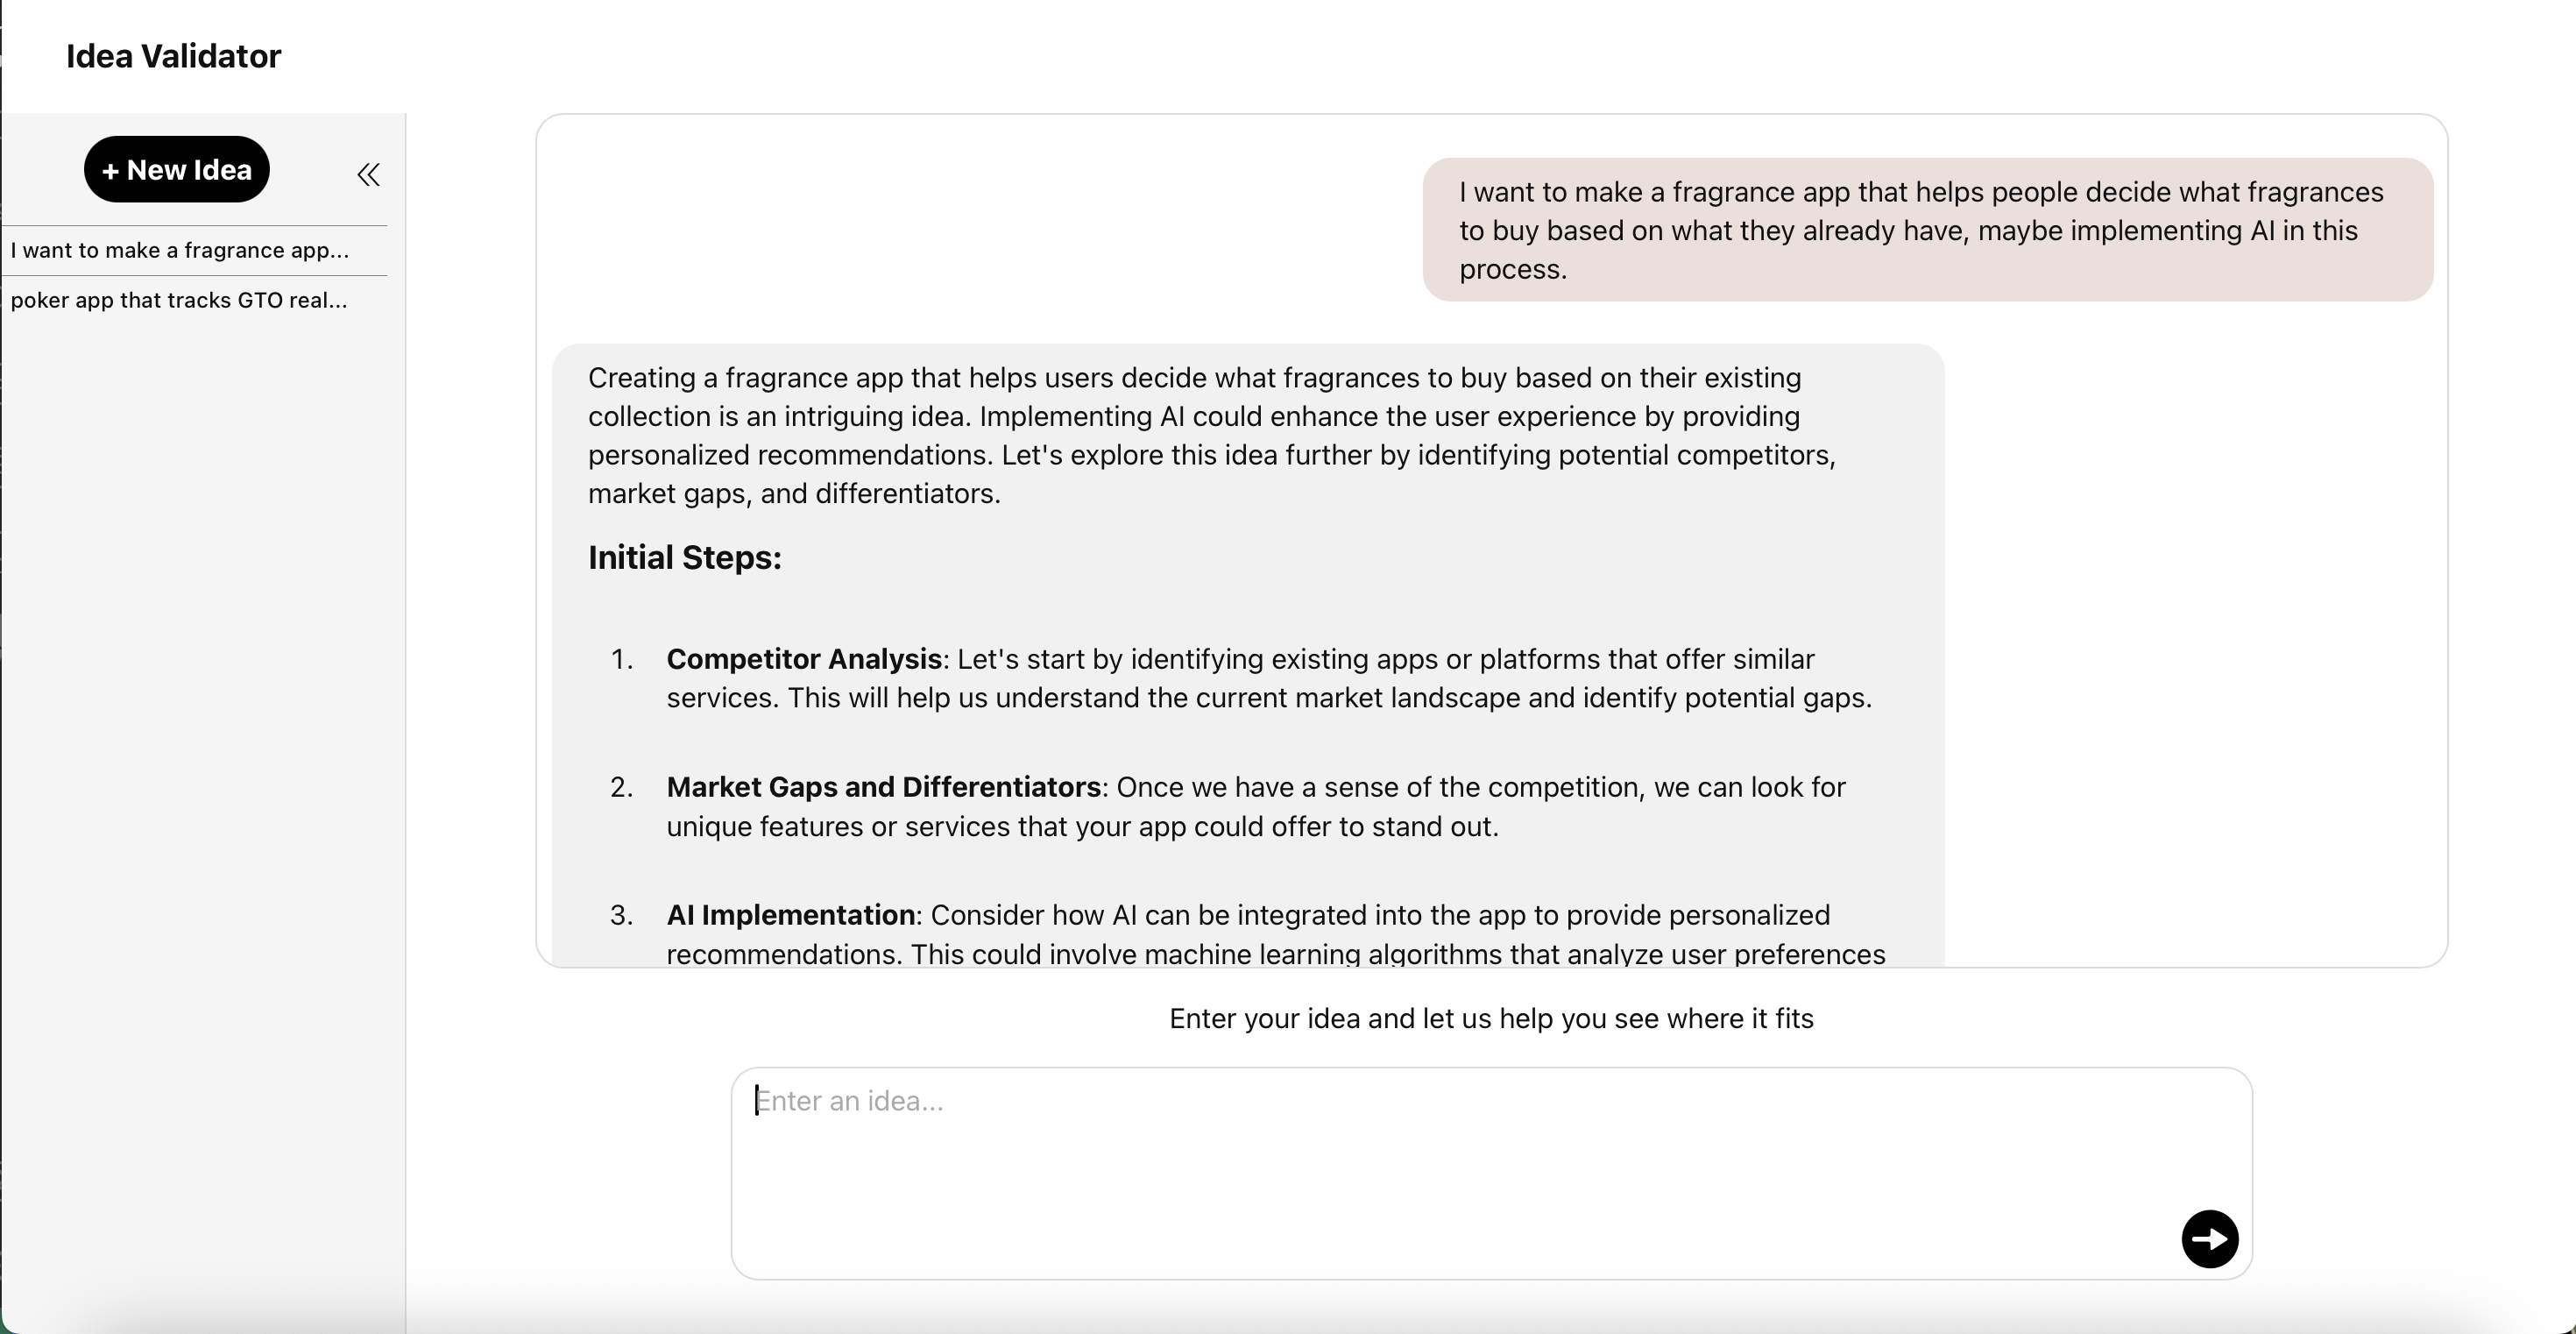 Idea Validator
+ New Idea
I want to make a fragrance app...
poker app that tracks GTO real...
I want to make a fragrance app that helps people decide what fragrances
to buy based on what they already have, maybe implementing AI in this
process.
Creating a fragrance app that helps users decide what fragrances to buy based on their existing
collection is an intriguing idea. Implementing AI could enhance the user experience by providing
personalized recommendations. Let's explore this idea further by identifying potential competitors,
market gaps, and differentiators.
Initial Steps:
1. Competitor Analysis: Let's start by identifying existing apps or platforms that offer similar
services. This will help us understand the current market landscape and identify potential gaps.
2. Market Gaps and Differentiators: Once we have a sense of the competition, we can look for
unique features or services that your app could offer to stand out.
3. AI Implementation: Consider how AI can be integrated into the app to provide personalized
recommendations. This could involve machine learning algorithms that analyze user preferences
Enter your idea and let us help you see where it fits
Enter an idea...